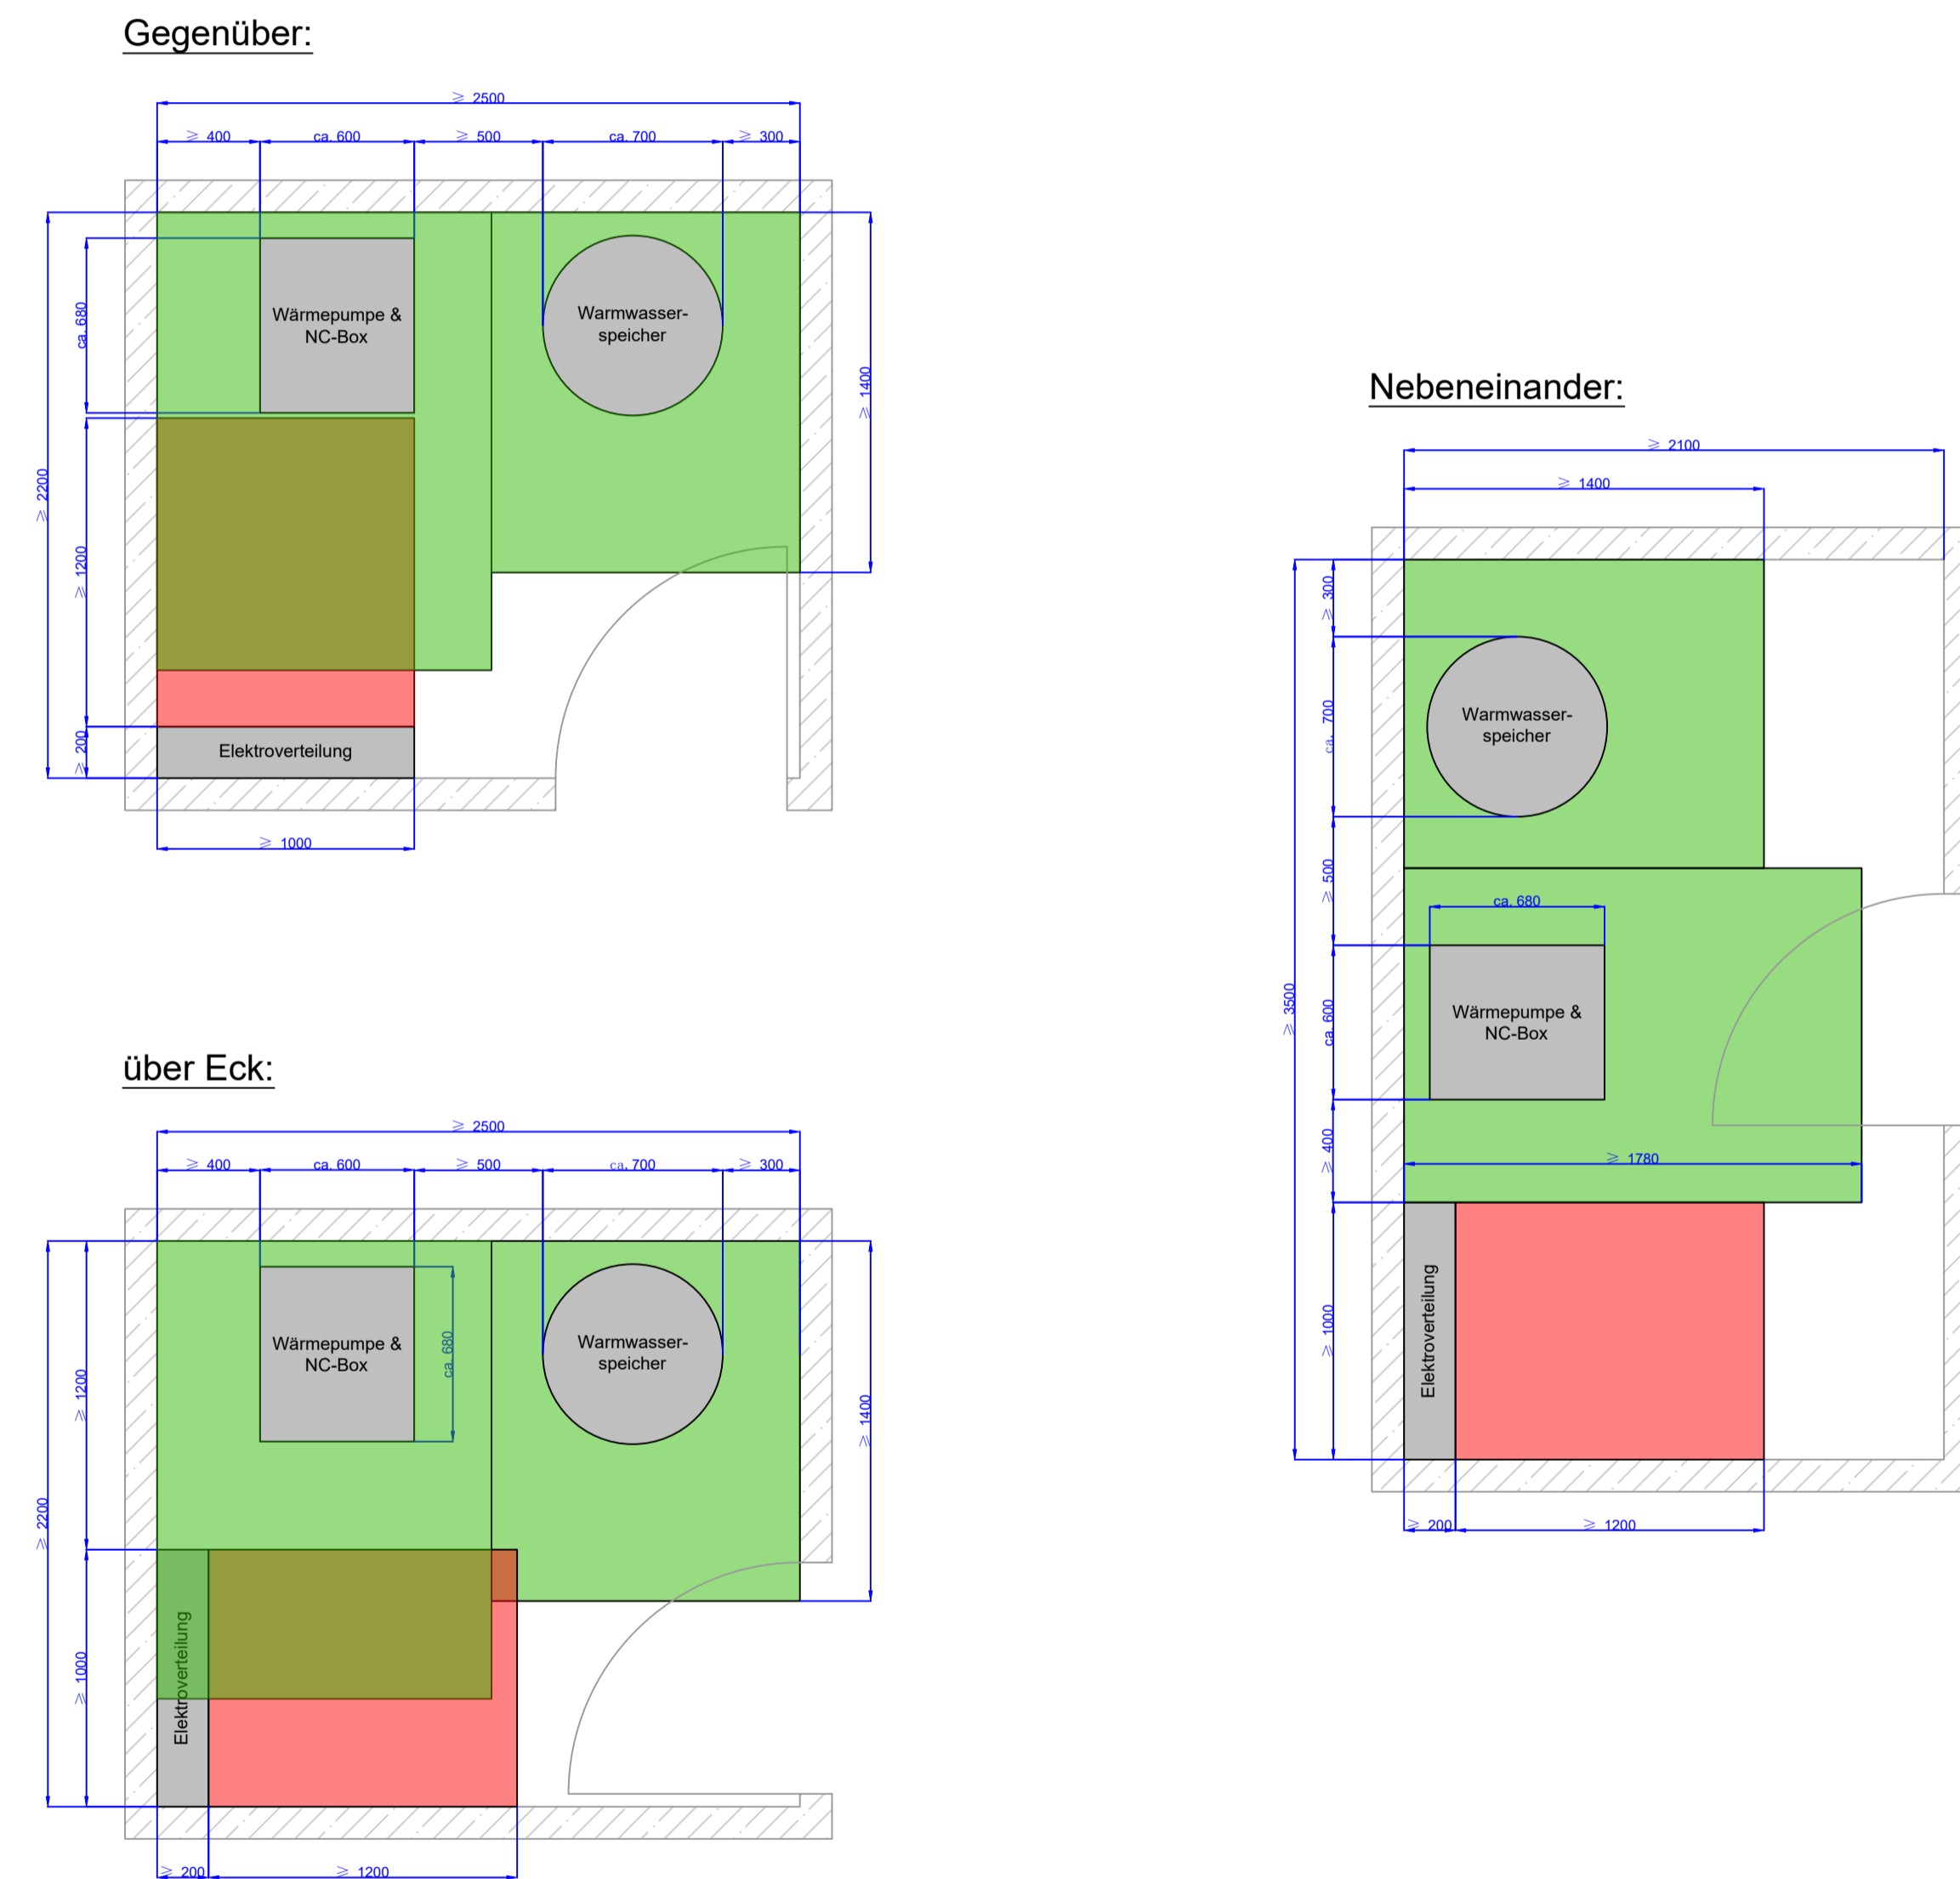 Gegenüber:
≥ 2500
≥ 400
ca. 600
≥ 500
ca. 700
≥ 300
Wärmepumpe &
NC-Box
Warmwasser-
speicher
ca. 680
≥ 1400
≥ 2200
≥ 1200
≥ 200
Elektroverteilung
≥ 1000
über Eck:
≥ 2500
≥ 400
ca. 600
≥ 500
ca. 700
≥ 300
Wärmepumpe &
NC-Box
ca. 680
Warmwasser-
speicher
≥ 1200
≥ 1400
≥ 2200
≥ 1000
Elektroverteilung
≥ 200
≥ 1200
Nebeneinander:
≥ 2100
≥ 1400
≥ 300
ca. 700
Warmwasser-
speicher
≥ 500
ca. 680
≥ 3500
ca. 600
Wärmepumpe &
NC-Box
≥ 400
≥ 1780
≥ 1000
Elektroverteilung
≥ 200
≥ 1200